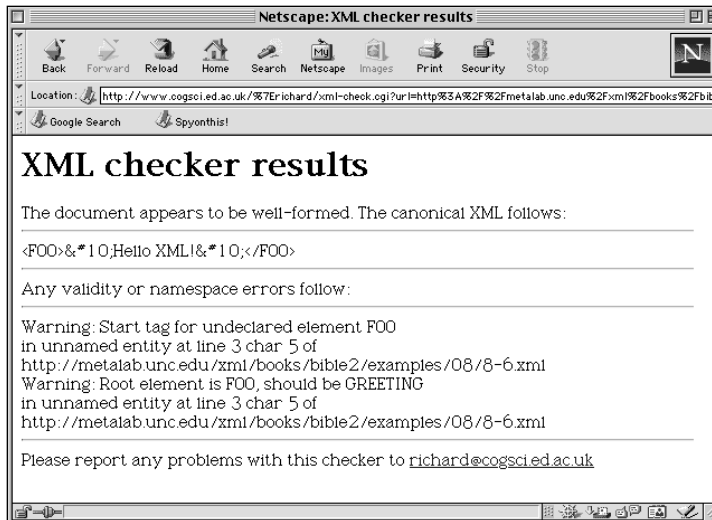 Netscape: XML checker results
Back Forward Reload Home Search Netscape Images Print Security Stop
My
N
Location: http://www.cogsci.ed.ac.uk/%7Erichard/xml-check.cgi?url=http%3A%2F%2Fmetalab.unc.edu%2Fxml%2Fbooks%2Fbib
Google Search Spyonthis!
XML checker results
The document appears to be well-formed. The canonical XML follows:
<FOO>&#10;Hello XML!&#10;</FOO>
Any validity or namespace errors follow:
Warning: Start tag for undeclared element FOO
in unnamed entity at line 3 char 5 of
http://metalab.unc.edu/xml/books/bible2/examples/08/8-6.xml
Warning: Root element is FOO, should be GREETING
in unnamed entity at line 3 char 5 of
http://metalab.unc.edu/xml/books/bible2/examples/08/8-6.xml
Please report any problems with this checker to richard@cogsci.ed.ac.uk